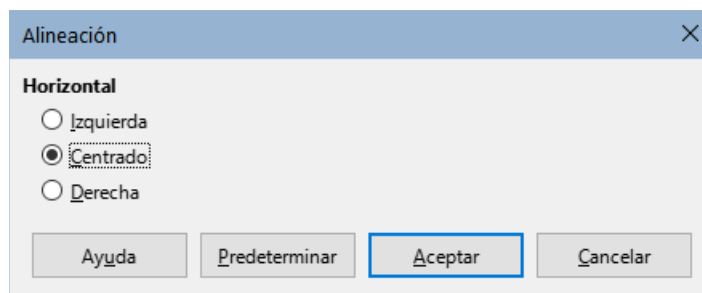 Alineación
Horizontal
Izquierda
Centrado
Derecha
Ayuda Predeterminar Aceptar Cancelar